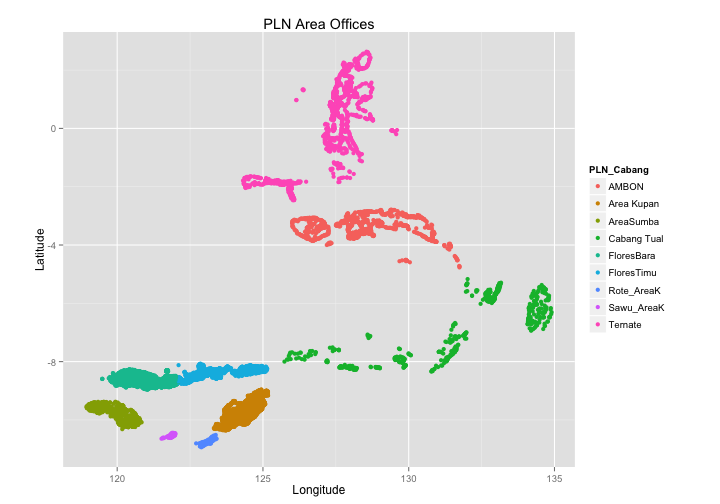 PLN Area Offices
Latitude
0
-4
-8
120
125
130
135
Longitude
PLN_Cabang
AMBON
Area Kupan
AreaSumba
Cabang Tual
FloresBara
FloresTimu
Rote_AreaK
Sawu_AreaK
Ternate